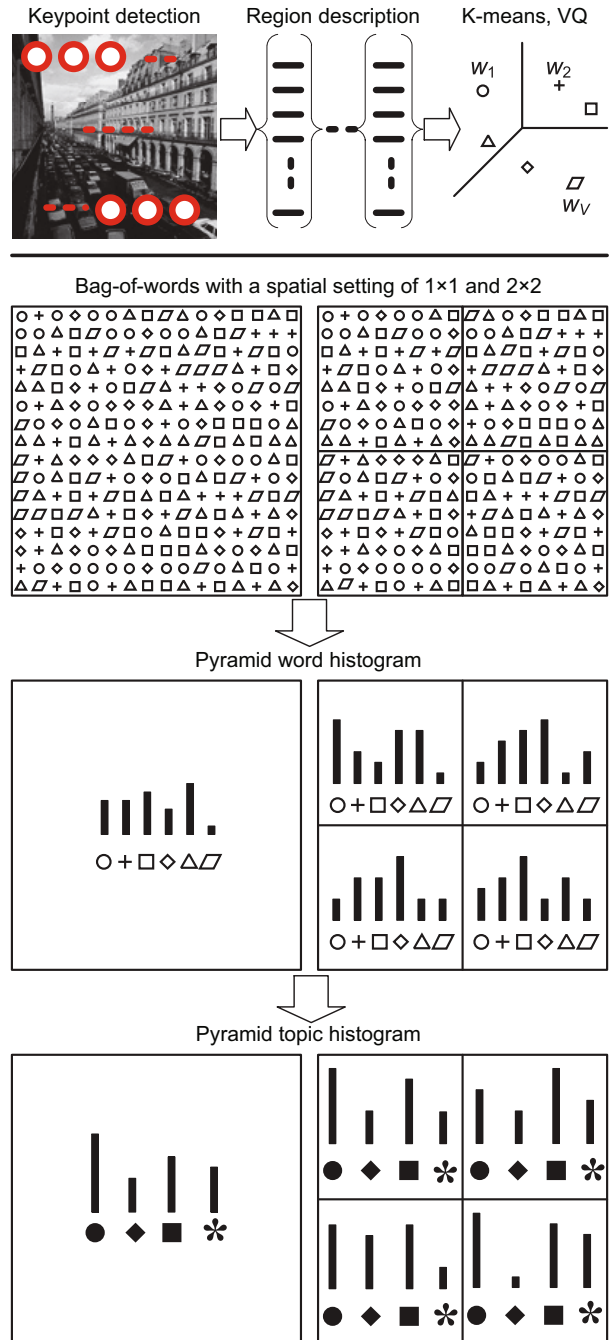 Keypoint detection Region description K-means, VQ
w1 w2
wV
Bag-of-words with a spatial setting of 1×1 and 2×2
Pyramid word histogram
Pyramid topic histogram